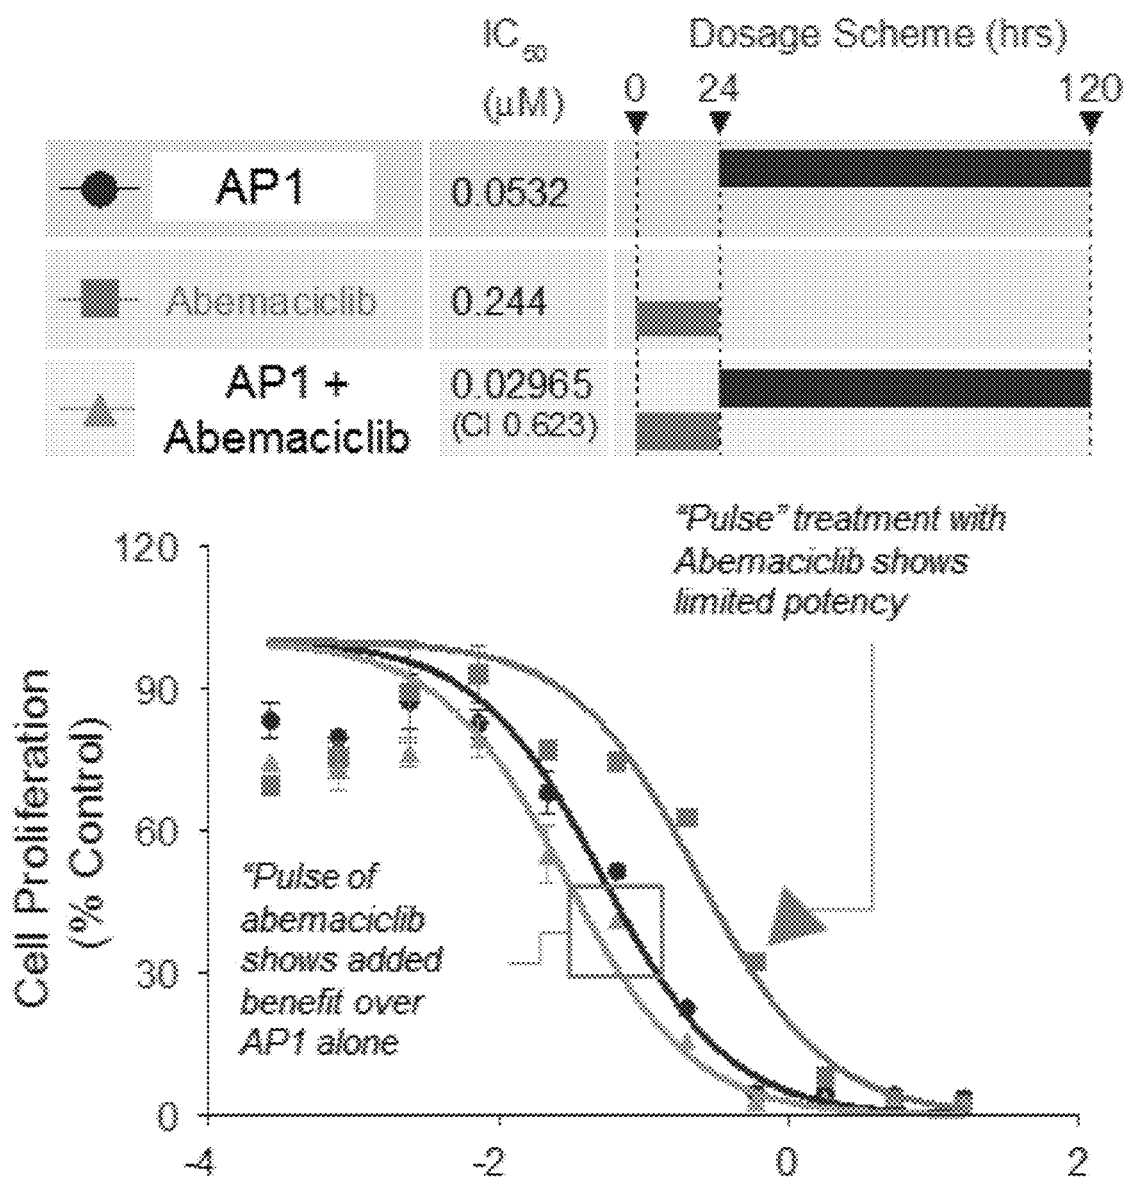 IC50 Dosage Scheme (hrs)
(µM) 0 24 120
AP1 0.0532
Abemaciclib 0.244
AP1 + 0.02965
Abemaciclib (CI 0.623)
"Pulse" treatment with
Abemaciclib shows
limited potency
120
90
60
30
0
Cell Proliferation
(% Control)
"Pulse of
abemaciclib
shows added
benefit over
AP1 alone
-4 -2 0 2